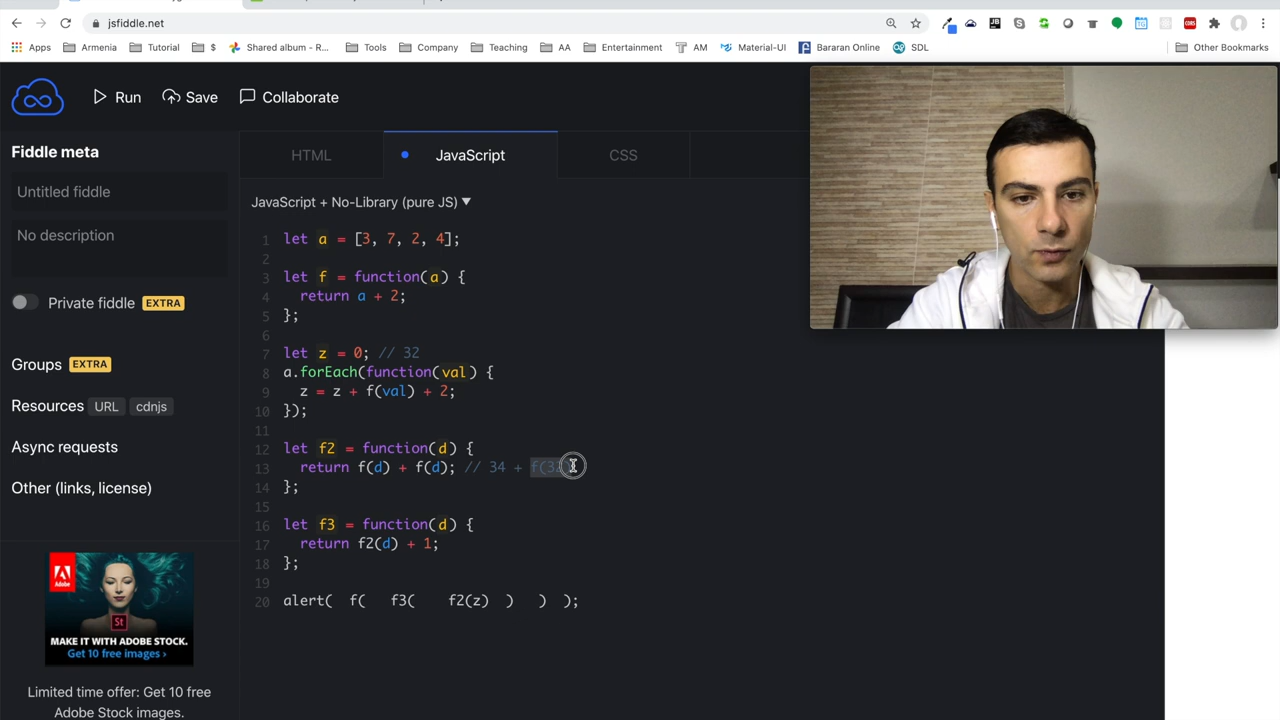 jsfiddle.net
Apps
Armenia
Tutorial
$
Shared album - R...
Tools
Company
Teaching
AA
Entertainment
AM
Material-UI
Bararan Online
SDL
Other Bookmarks
Run
Save
Collaborate
Fiddle meta
Untitled fiddle
No description
Private fiddle EXTRA
Groups EXTRA
Resources URL cdnjs
Async requests
Other (links, license)
MAKE IT WITH ADOBE STOCK.
Get 10 free images ›
Limited time offer: Get 10 free
Adobe Stock images.
HTML
JavaScript
CSS
JavaScript + No-Library (pure JS) ▼
1 let a = [3, 7, 2, 4];
2
3 let f = function(a) {
4 return a + 2;
5 };
6
7 let z = 0; // 32
8 a.forEach(function(val) {
9 z = z + f(val) + 2;
10 });
11
12 let f2 = function(d) {
13 return f(d) + f(d); // 34 + f(32)
14 };
15
16 let f3 = function(d) {
17 return f2(d) + 1;
18 };
19
20 alert( f( f3( f2(z) ) ) );